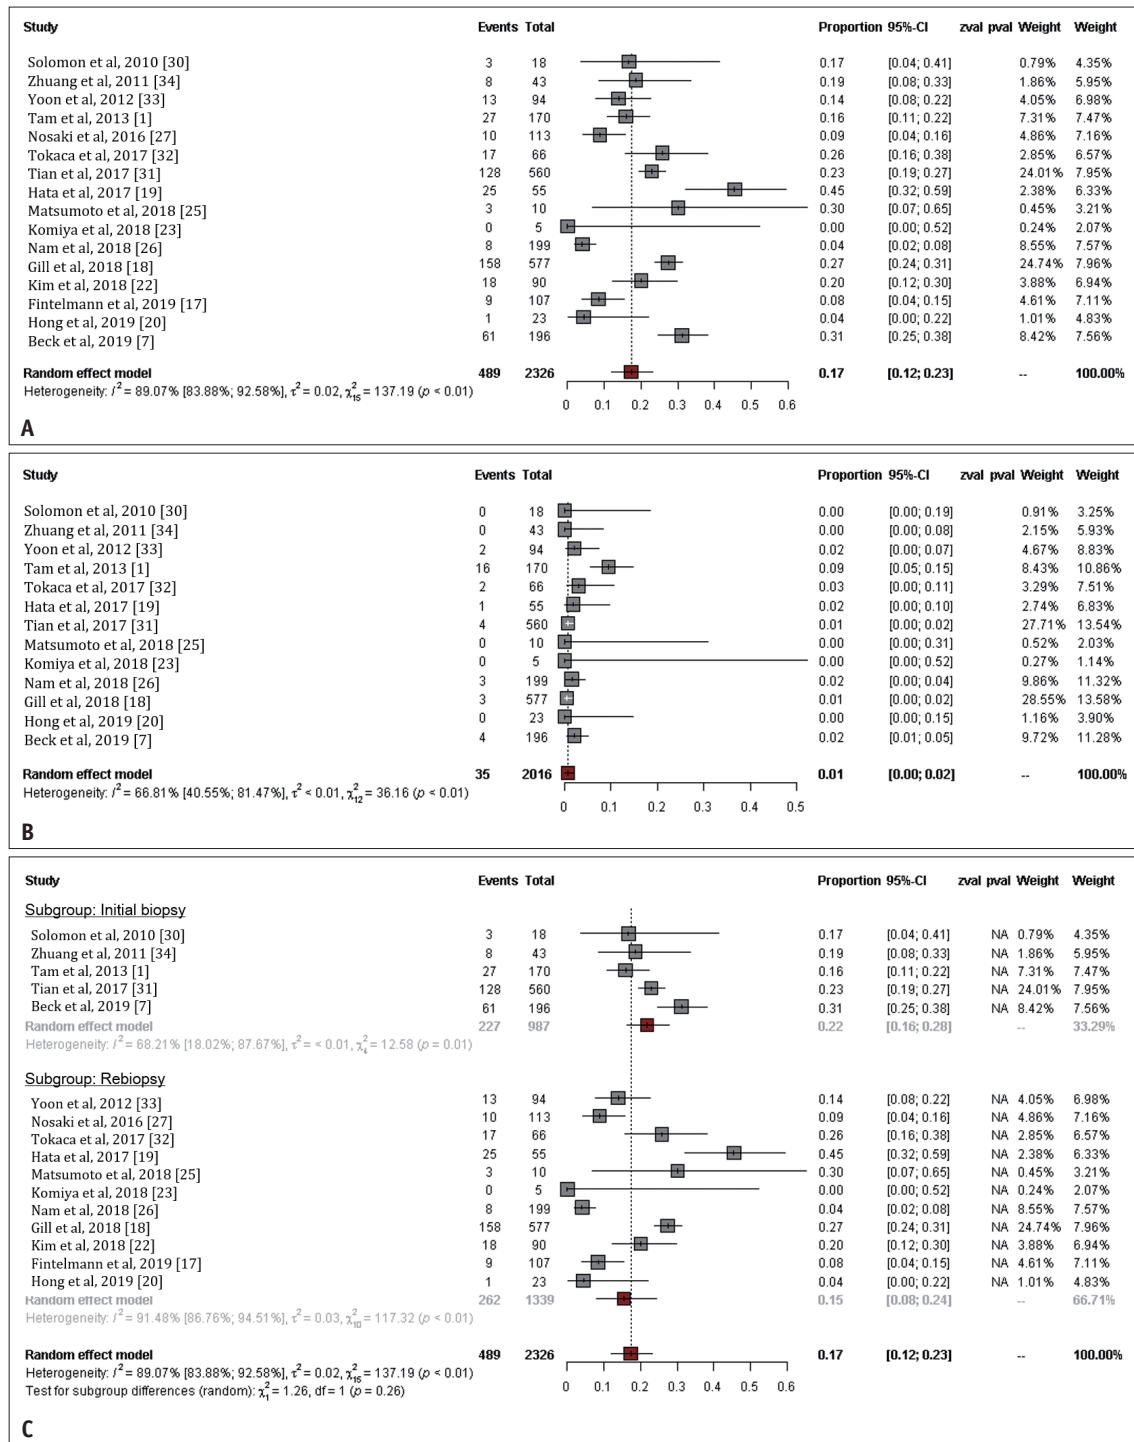 Study Events Total Proportion 95%-CI zval pval Weight Weight
Solomon et al, 2010 [30] 3 18 0.17 [0.04; 0.41] 0.79% 4.35%
Zhuang et al, 2011 [34] 8 43 0.19 [0.08; 0.33] 1.86% 5.95%
Yoon et al, 2012 [33] 13 94 0.14 [0.08; 0.22] 4.05% 6.98%
Tam et al, 2013 [1] 27 170 0.16 [0.11; 0.22] 7.31% 7.47%
Nosaki et al, 2016 [27] 10 113 0.09 [0.04; 0.16] 4.86% 7.16%
Tokaca et al, 2017 [32] 17 66 0.26 [0.16; 0.38] 2.85% 6.57%
Tian et al, 2017 [31] 128 560 0.23 [0.19; 0.27] 24.01% 7.95%
Hata et al, 2017 [19] 25 55 0.45 [0.32; 0.59] 2.38% 6.33%
Matsumoto et al, 2018 [25] 3 10 0.30 [0.07; 0.65] 0.45% 3.21%
Komiya et al, 2018 [23] 0 5 0.00 [0.00; 0.52] 0.24% 2.07%
Nam et al, 2018 [26] 8 199 0.04 [0.02; 0.08] 8.55% 7.57%
Gill et al, 2018 [18] 158 577 0.27 [0.24; 0.31] 24.74% 7.96%
Kim et al, 2018 [22] 18 90 0.20 [0.12; 0.30] 3.88% 6.94%
Fintelmann et al, 2019 [17] 9 107 0.08 [0.04; 0.15] 4.61% 7.11%
Hong et al, 2019 [20] 1 23 0.04 [0.00; 0.22] 1.01% 4.83%
Beck et al, 2019 [7] 61 196 0.31 [0.25; 0.38] 8.42% 7.56%
Random effect model 489 2326 0.17 [0.12; 0.23] -- 100.00%
Heterogeneity: I² = 89.07% [83.88%; 92.58%], τ² = 0.02, χ²₁₅ = 137.19 (p < 0.01)
0 0.1 0.2 0.3 0.4 0.5 0.6
A
Study Events Total Proportion 95%-CI zval pval Weight Weight
Solomon et al, 2010 [30] 0 18 0.00 [0.00; 0.19] 0.91% 3.25%
Zhuang et al, 2011 [34] 0 43 0.00 [0.00; 0.08] 2.15% 5.93%
Yoon et al, 2012 [33] 2 94 0.02 [0.00; 0.07] 4.67% 8.83%
Tam et al, 2013 [1] 16 170 0.09 [0.05; 0.15] 8.43% 10.86%
Tokaca et al, 2017 [32] 2 66 0.03 [0.00; 0.11] 3.29% 7.51%
Hata et al, 2017 [19] 1 55 0.02 [0.00; 0.10] 2.74% 6.83%
Tian et al, 2017 [31] 4 560 0.01 [0.00; 0.02] 27.71% 13.54%
Matsumoto et al, 2018 [25] 0 10 0.00 [0.00; 0.31] 0.52% 2.03%
Komiya et al, 2018 [23] 0 5 0.00 [0.00; 0.52] 0.27% 1.14%
Nam et al, 2018 [26] 3 199 0.02 [0.00; 0.04] 9.86% 11.32%
Gill et al, 2018 [18] 3 577 0.01 [0.00; 0.02] 28.55% 13.58%
Hong et al, 2019 [20] 0 23 0.00 [0.00; 0.15] 1.16% 3.90%
Beck et al, 2019 [7] 4 196 0.02 [0.01; 0.05] 9.72% 11.28%
Random effect model 35 2016 0.01 [0.00; 0.02] -- 100.00%
Heterogeneity: I² = 66.81% [40.55%; 81.47%], τ² < 0.01, χ²₁₂ = 36.16 (p < 0.01)
0 0.1 0.2 0.3 0.4 0.5
B
Study Events Total Proportion 95%-CI zval pval Weight Weight
Subgroup: Initial biopsy
Solomon et al, 2010 [30] 3 18 0.17 [0.04; 0.41] NA 0.79% 4.35%
Zhuang et al, 2011 [34] 8 43 0.19 [0.08; 0.33] NA 1.86% 5.95%
Tam et al, 2013 [1] 27 170 0.16 [0.11; 0.22] NA 7.31% 7.47%
Tian et al, 2017 [31] 128 560 0.23 [0.19; 0.27] NA 24.01% 7.95%
Beck et al, 2019 [7] 61 196 0.31 [0.25; 0.38] NA 8.42% 7.56%
Random effect model 227 987 0.22 [0.16; 0.28] -- 33.29%
Heterogeneity: I² = 68.21% [18.02%; 87.67%], τ² = < 0.01, χ²₄ = 12.58 (p = 0.01)
Subgroup: Rebiopsy
Yoon et al, 2012 [33] 13 94 0.14 [0.08; 0.22] NA 4.05% 6.98%
Nosaki et al, 2016 [27] 10 113 0.09 [0.04; 0.16] NA 4.86% 7.16%
Tokaca et al, 2017 [32] 17 66 0.26 [0.16; 0.38] NA 2.85% 6.57%
Hata et al, 2017 [19] 25 55 0.45 [0.32; 0.59] NA 2.38% 6.33%
Matsumoto et al, 2018 [25] 3 10 0.30 [0.07; 0.65] NA 0.45% 3.21%
Komiya et al, 2018 [23] 0 5 0.00 [0.00; 0.52] NA 0.24% 2.07%
Nam et al, 2018 [26] 8 199 0.04 [0.02; 0.08] NA 8.55% 7.57%
Gill et al, 2018 [18] 158 577 0.27 [0.24; 0.31] NA 24.74% 7.96%
Kim et al, 2018 [22] 18 90 0.20 [0.12; 0.30] NA 3.88% 6.94%
Fintelmann et al, 2019 [17] 9 107 0.08 [0.04; 0.15] NA 4.61% 7.11%
Hong et al, 2019 [20] 1 23 0.04 [0.00; 0.22] NA 1.01% 4.83%
Random effect model 262 1339 0.15 [0.08; 0.24] -- 66.71%
Heterogeneity: I² = 91.48% [86.76%; 94.51%], τ² = 0.03, χ²₁₀ = 117.32 (p < 0.01)
Random effect model 489 2326 0.17 [0.12; 0.23] -- 100.00%
Heterogeneity: I² = 89.07% [83.88%; 92.58%], τ² = 0.02, χ²₁₅ = 137.19 (p < 0.01)
Test for subgroup differences (random): χ²₁ = 1.26, df = 1 (p = 0.26)
0 0.1 0.2 0.3 0.4 0.5 0.6
C